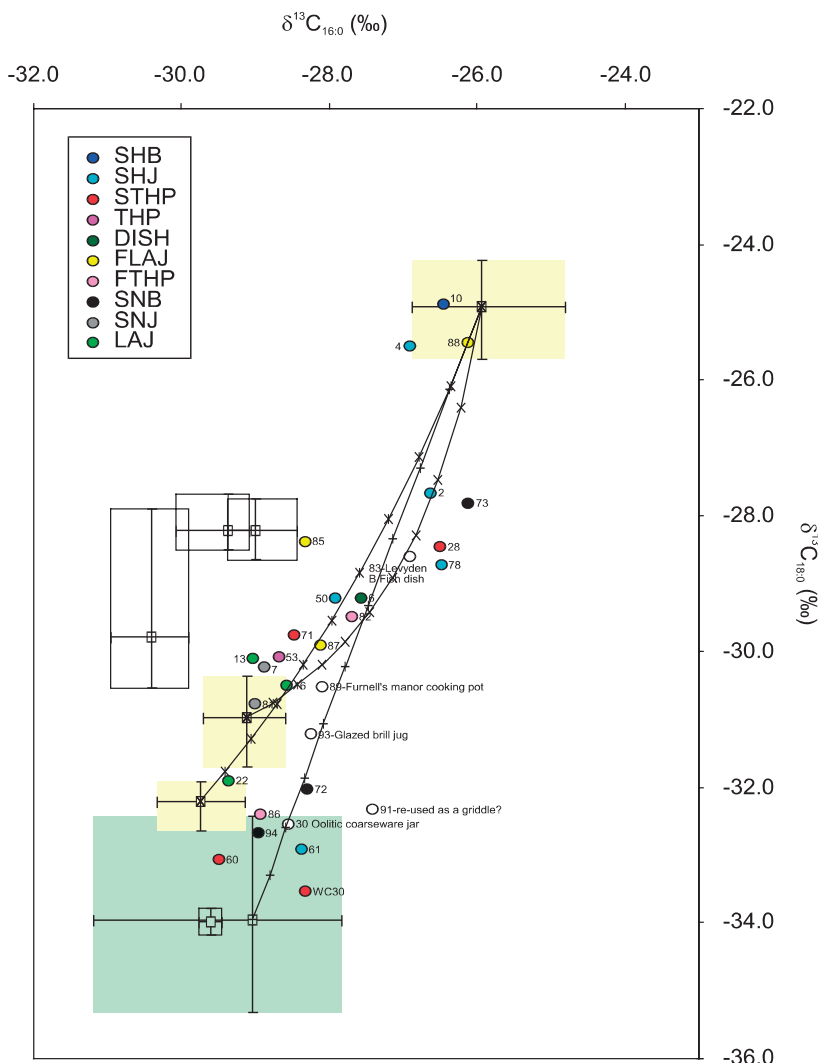 δ13C16:0 (‰)
-32.0 -30.0 -28.0 -26.0 -24.0
-22.0
SHB
SHJ
STHP
THP
DISH
FLAJ
FTHP
SNB
SNJ
LAJ
-24.0
10
88
4
-26.0
2
73
-28.0
85
28
83-Levyden
B Fish dish
78
δ13C18:0 (‰)
50
6
82
71
87
-30.0
13
53
7
89-Furnell's manor cooking pot
93-Glazed brill jug
22
-32.0
72
91-re-used as a griddle?
86
30 Oolitic coarseware jar
94
61
60
WC30
-34.0
-36.0